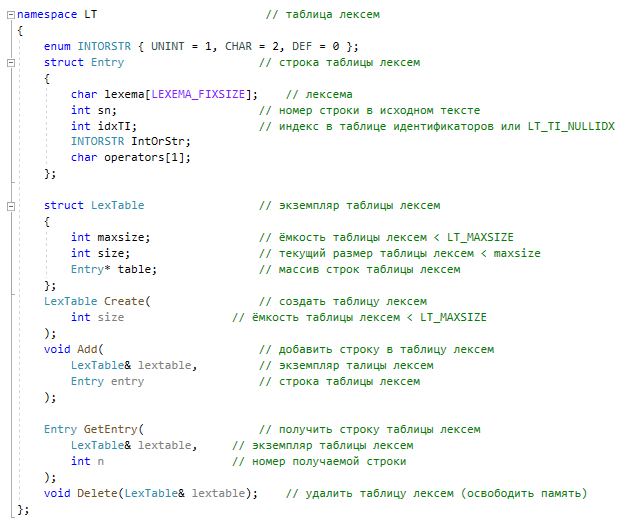 namespace LT // таблица лексем
{
enum INTORSTR { UNINT = 1, CHAR = 2, DEF = 0 };
struct Entry // строка таблицы лексем
{
char lexema[LEXEMA_FIXSIZE]; // лексема
int sn; // номер строки в исходном тексте
int idxTI; // индекс в таблице идентификаторов или LT_TI_NULLIDX
INTORSTR IntOrStr;
char operators[1];
};
struct LexTable // экземпляр таблицы лексем
{
int maxsize; // ёмкость таблицы лексем < LT_MAXSIZE
int size; // текущий размер таблицы лексем < maxsize
Entry* table; // массив строк таблицы лексем
};
LexTable Create( // создать таблицу лексем
int size // ёмкость таблицы лексем < LT_MAXSIZE
);
void Add( // добавить строку в таблицу лексем
LexTable& lextable, // экземпляр талицы лексем
Entry entry // строка таблицы лексем
);
Entry GetEntry( // получить строку таблицы лексем
LexTable& lextable, // экземпляр таблицы лексем
int n // номер получаемой строки
);
void Delete(LexTable& lextable); // удалить таблицу лексем (освободить память)
};